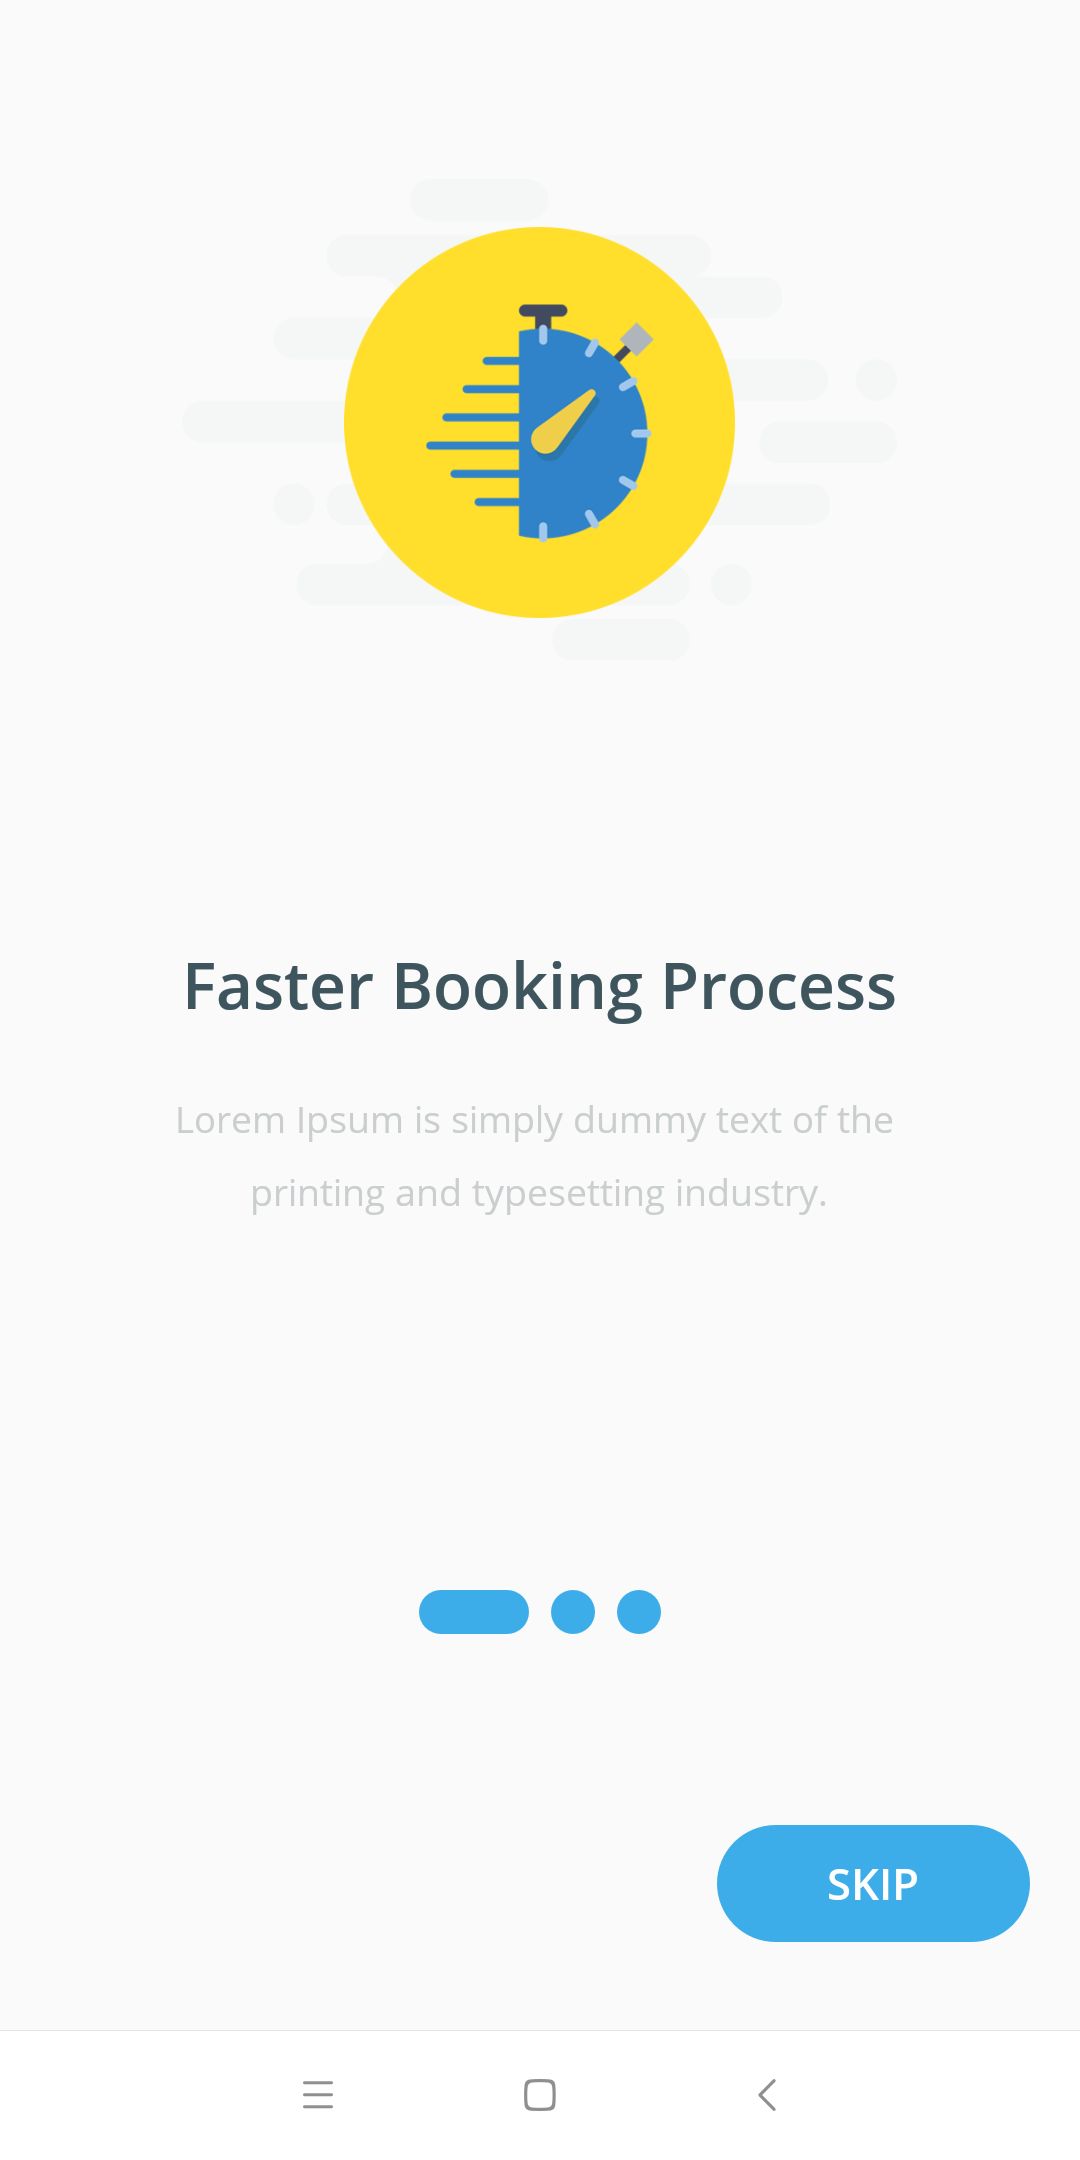 Faster Booking Process
Lorem Ipsum is simply dummy text of the
printing and typesetting industry.
SKIP